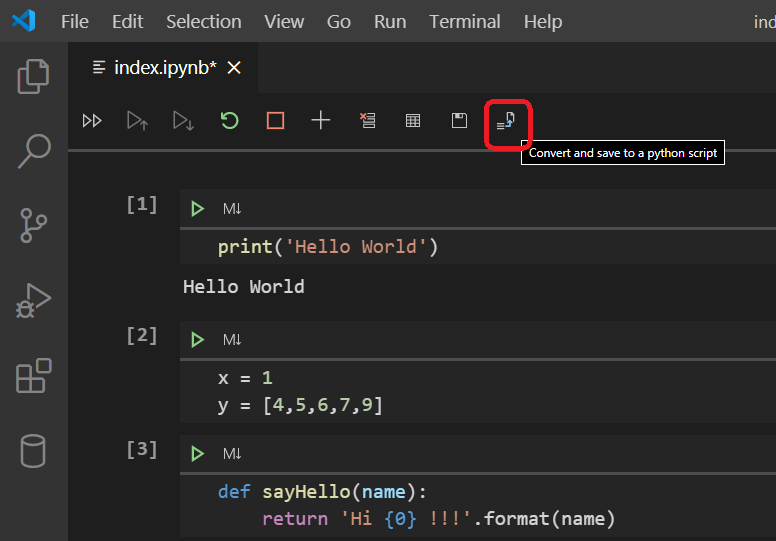 File Edit Selection View Go Run Terminal Help ind
index.ipynb*
Convert and save to a python script
[1]
M↓
print('Hello World')
Hello World
[2]
M↓
x = 1
y = [4,5,6,7,9]
[3]
M↓
def sayHello(name):
return 'Hi {0} !!!'.format(name)